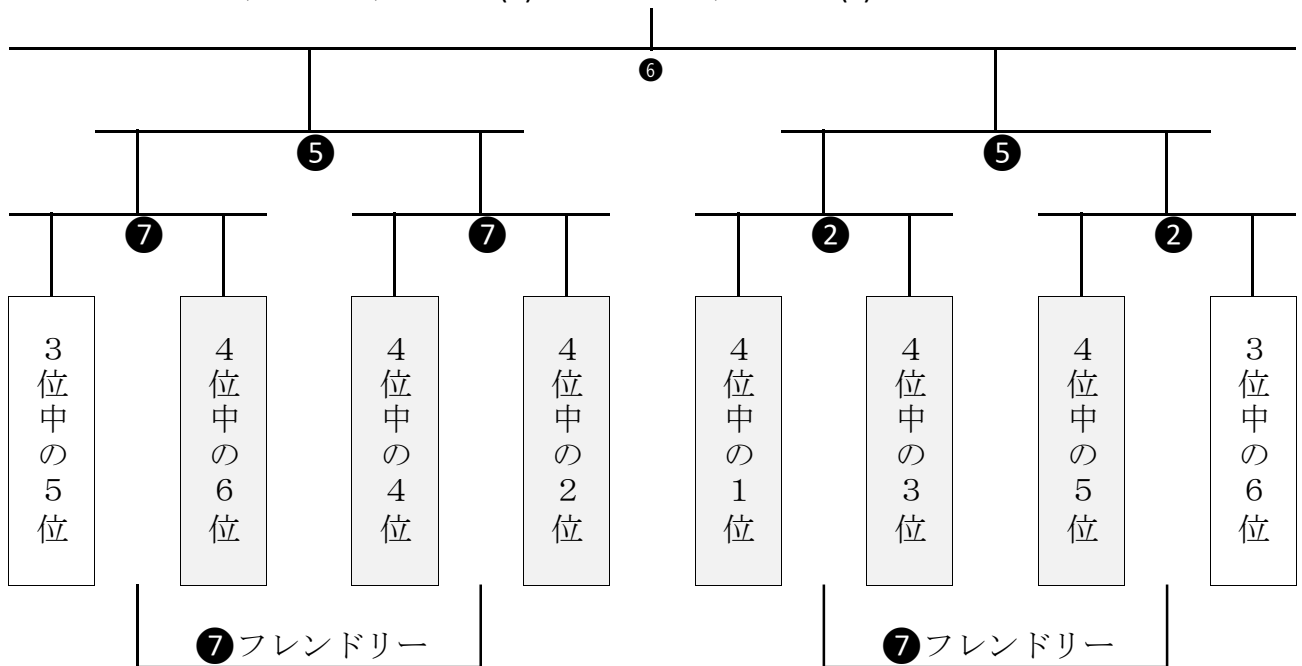 ❻
❺ ❺
❼ ❼ ❷ ❷
3位中の5位
4位中の6位
4位中の4位
4位中の2位
4位中の1位
4位中の3位
4位中の5位
3位中の6位
❼フレンドリー ❼フレンドリー